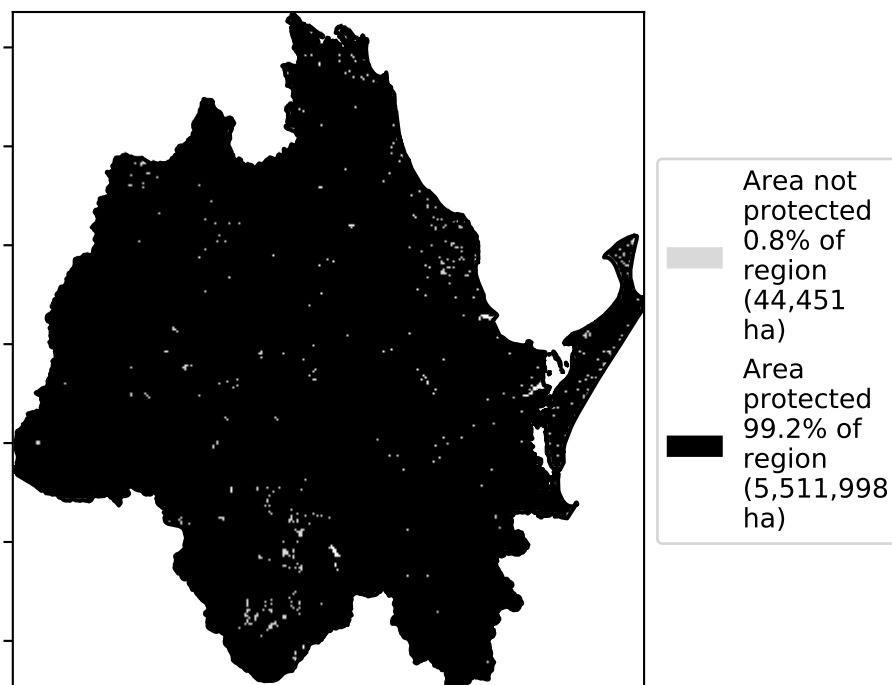 Area not
protected
0.8% of
region
(44,451
ha)
Area
protected
99.2% of
region
(5,511,998
ha)